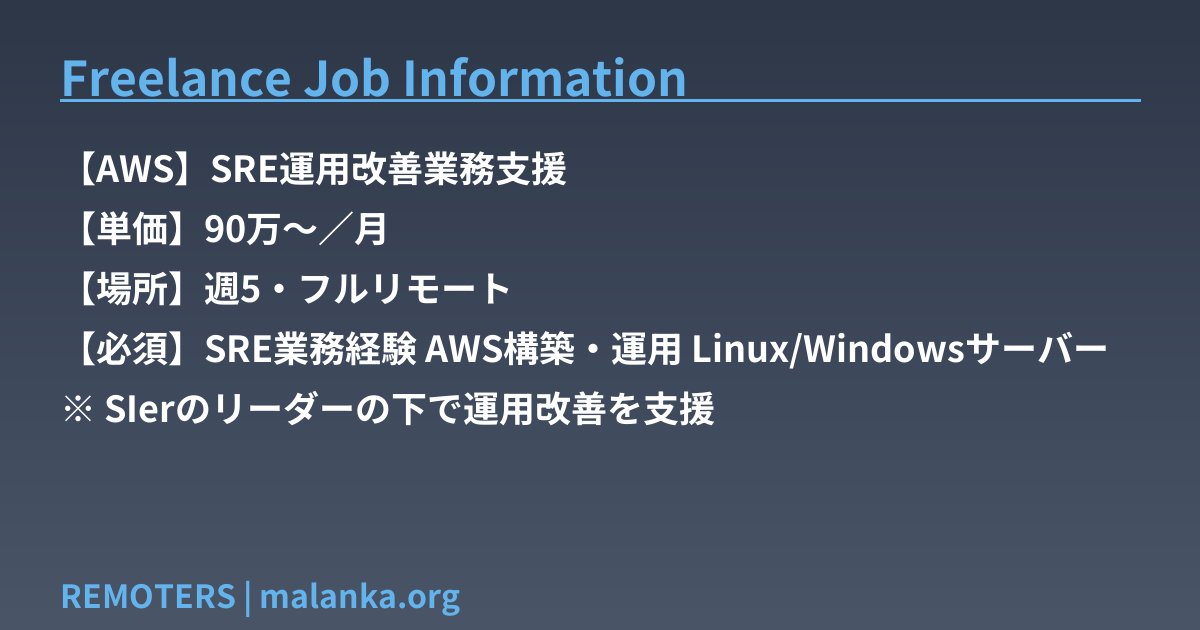 Freelance Job Information
【AWS】SRE運用改善業務支援
【単価】90万〜／月
【場所】週5・フルリモート
【必須】SRE業務経験 AWS構築・運用 Linux/Windowsサーバー
※ SIerのリーダーの下で運用改善を支援
REMOTERS | malanka.org